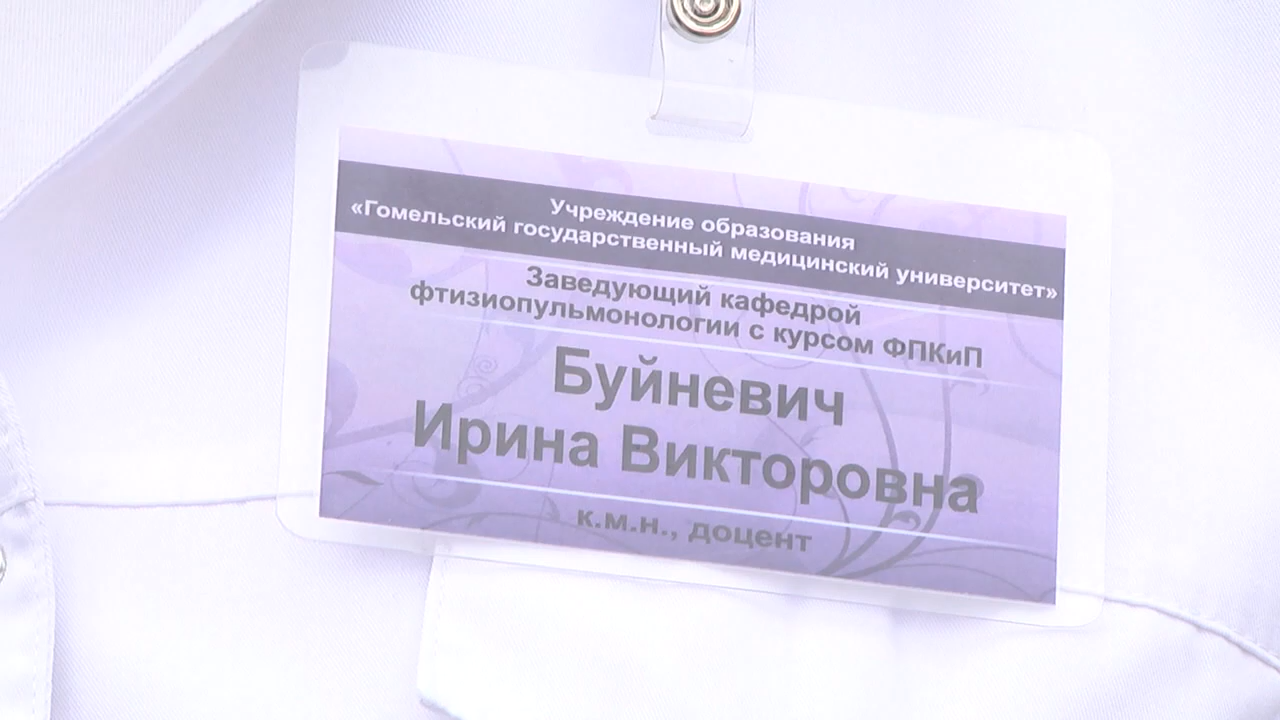 Учреждение образования
«Гомельский государственный медицинский университет»
Заведующий кафедрой
фтизиопульмонологии с курсом ФПКиП
Буйневич
Ирина Викторовна
к.м.н., доцент